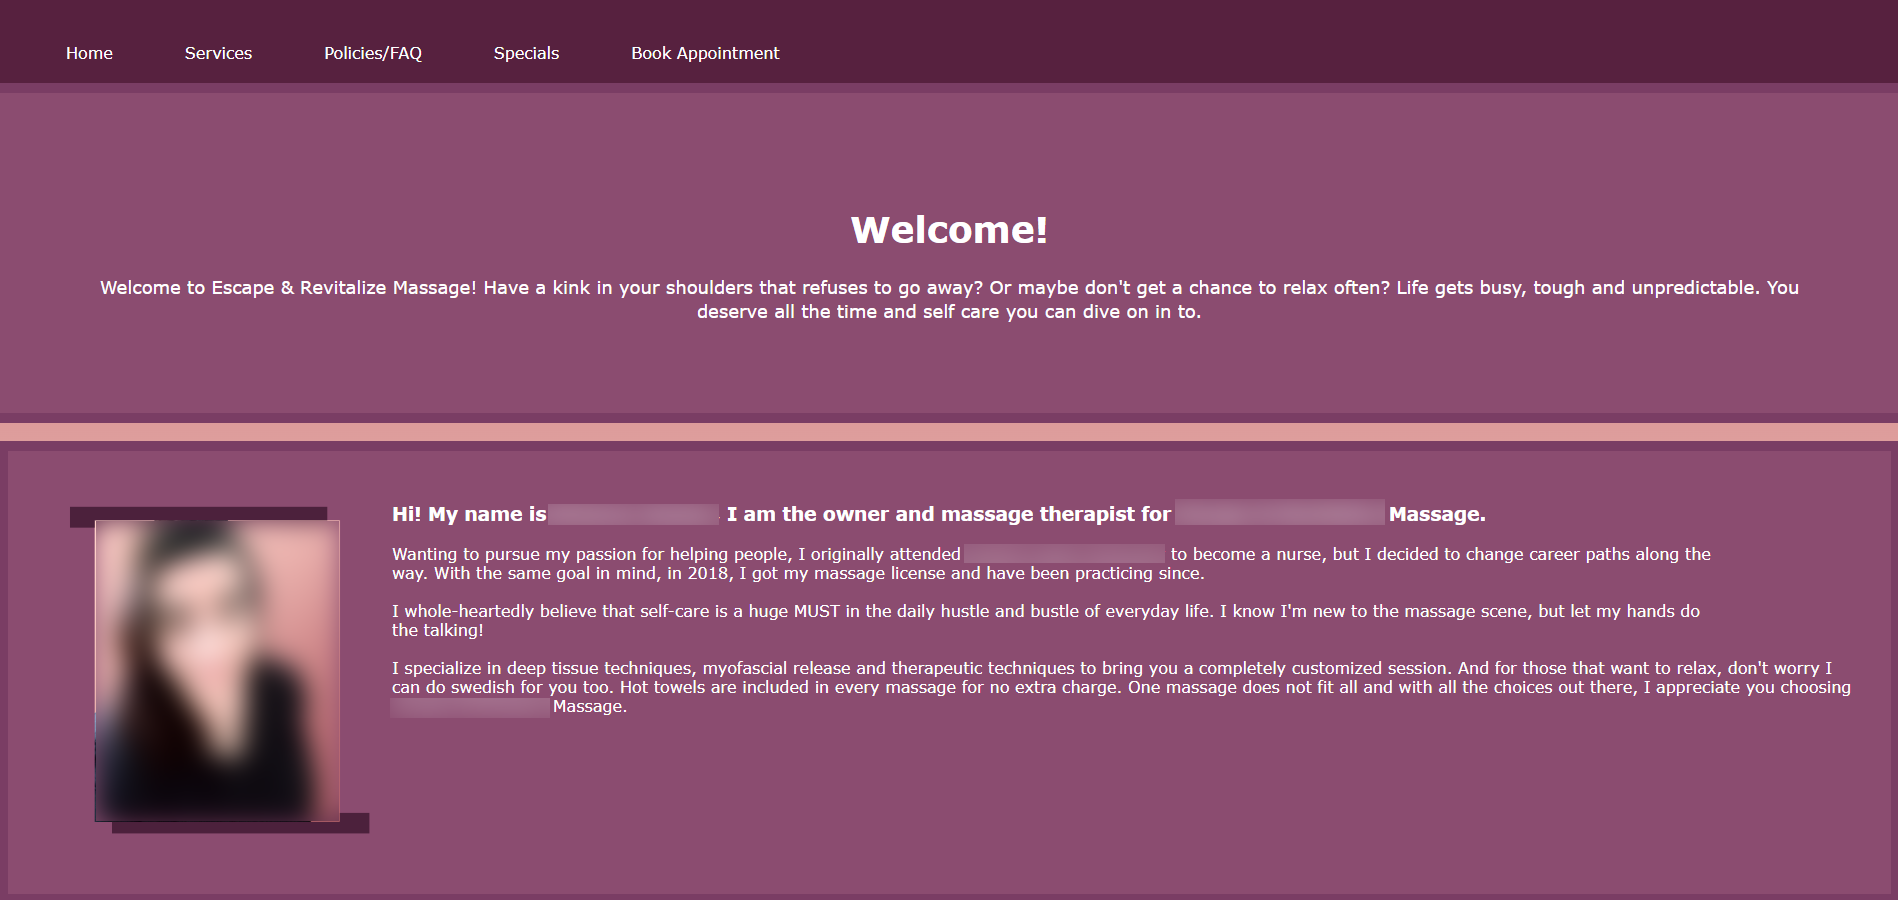 Home Services Policies/FAQ Specials Book Appointment
Welcome!
Welcome to Escape & Revitalize Massage! Have a kink in your shoulders that refuses to go away? Or maybe don't get a chance to relax often? Life gets busy, tough and unpredictable. You
deserve all the time and self care you can dive on in to.
Hi! My name is I am the owner and massage therapist for Massage.
Wanting to pursue my passion for helping people, I originally attended to become a nurse, but I decided to change career paths along the
way. With the same goal in mind, in 2018, I got my massage license and have been practicing since.
I whole-heartedly believe that self-care is a huge MUST in the daily hustle and bustle of everyday life. I know I'm new to the massage scene, but let my hands do
the talking!
I specialize in deep tissue techniques, myofascial release and therapeutic techniques to bring you a completely customized session. And for those that want to relax, don't worry I
can do swedish for you too. Hot towels are included in every massage for no extra charge. One massage does not fit all and with all the choices out there, I appreciate you choosing
Massage.